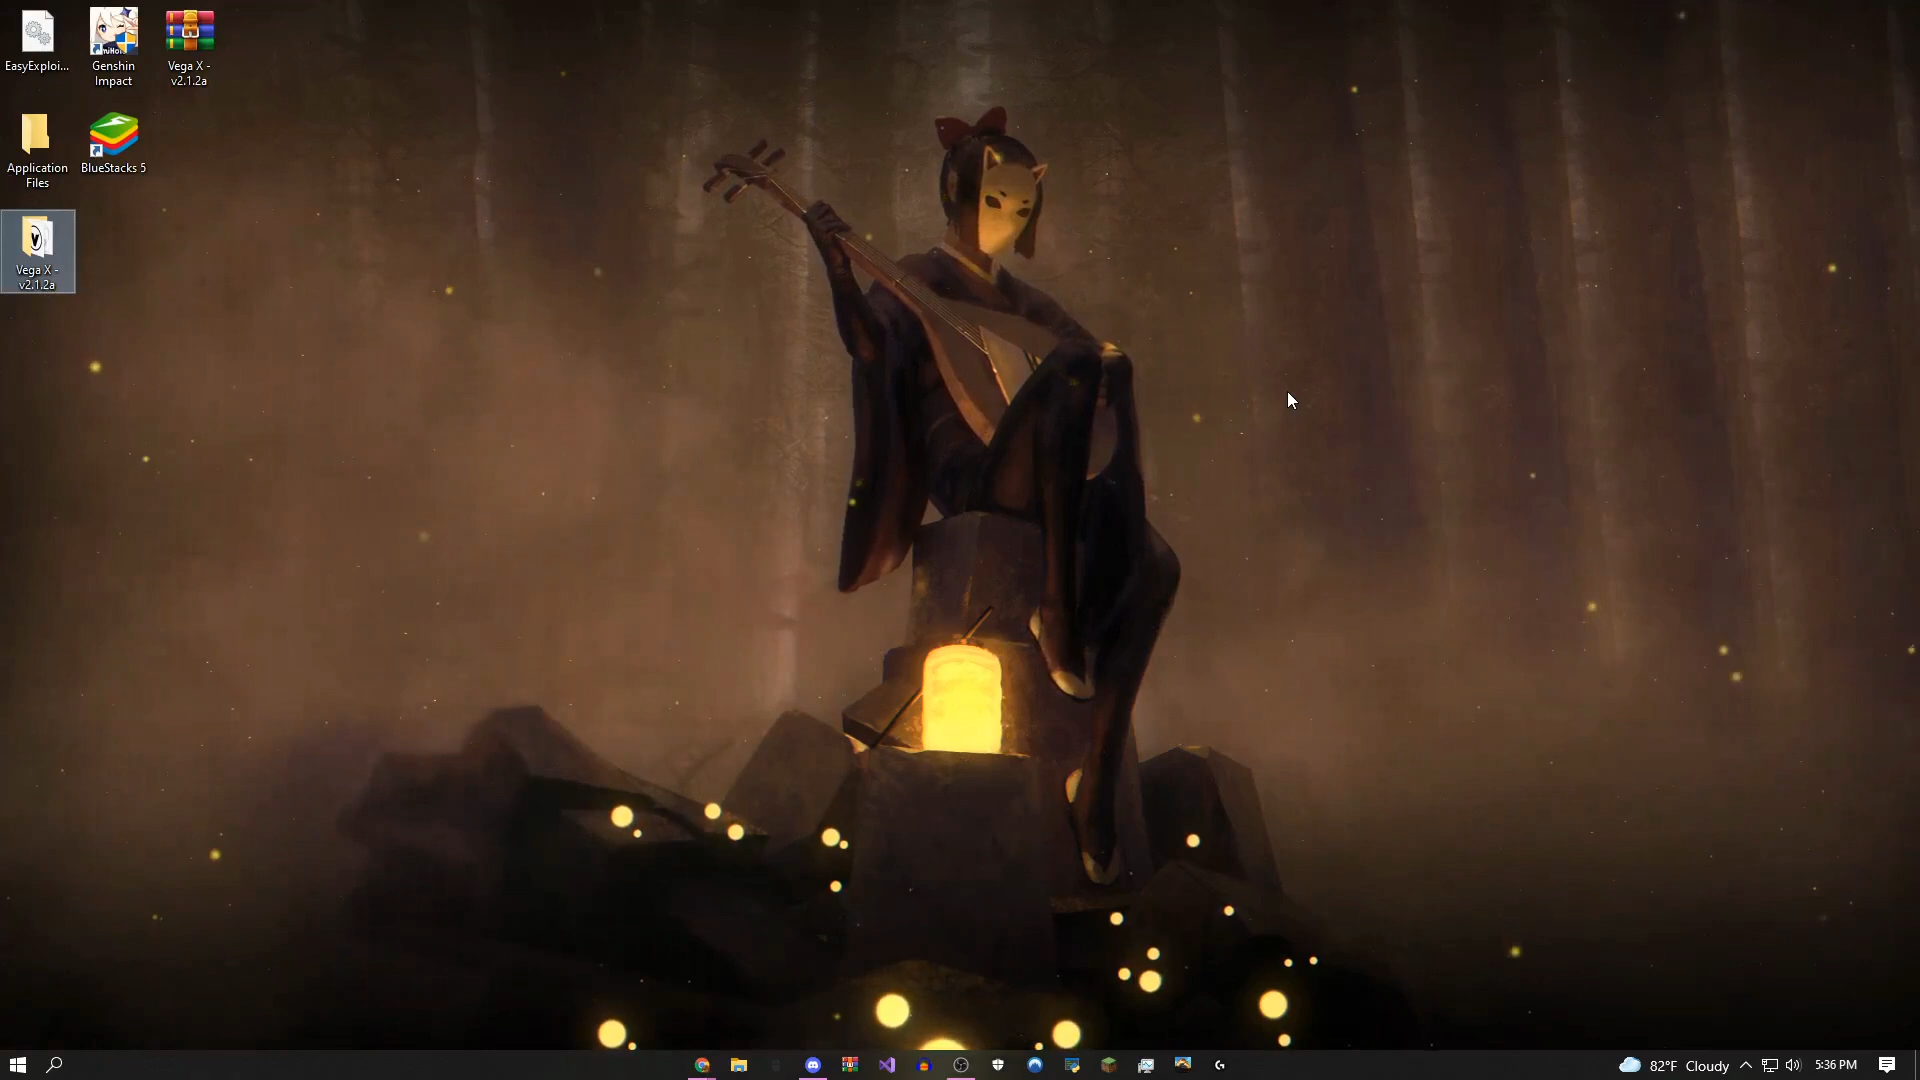 EasyExploi...
Genshin
Impact
Vega X -
v2.1.2a
Application
Files
BlueStacks 5
Vega X -
v2.1.2a
82°F Cloudy
5:36 PM